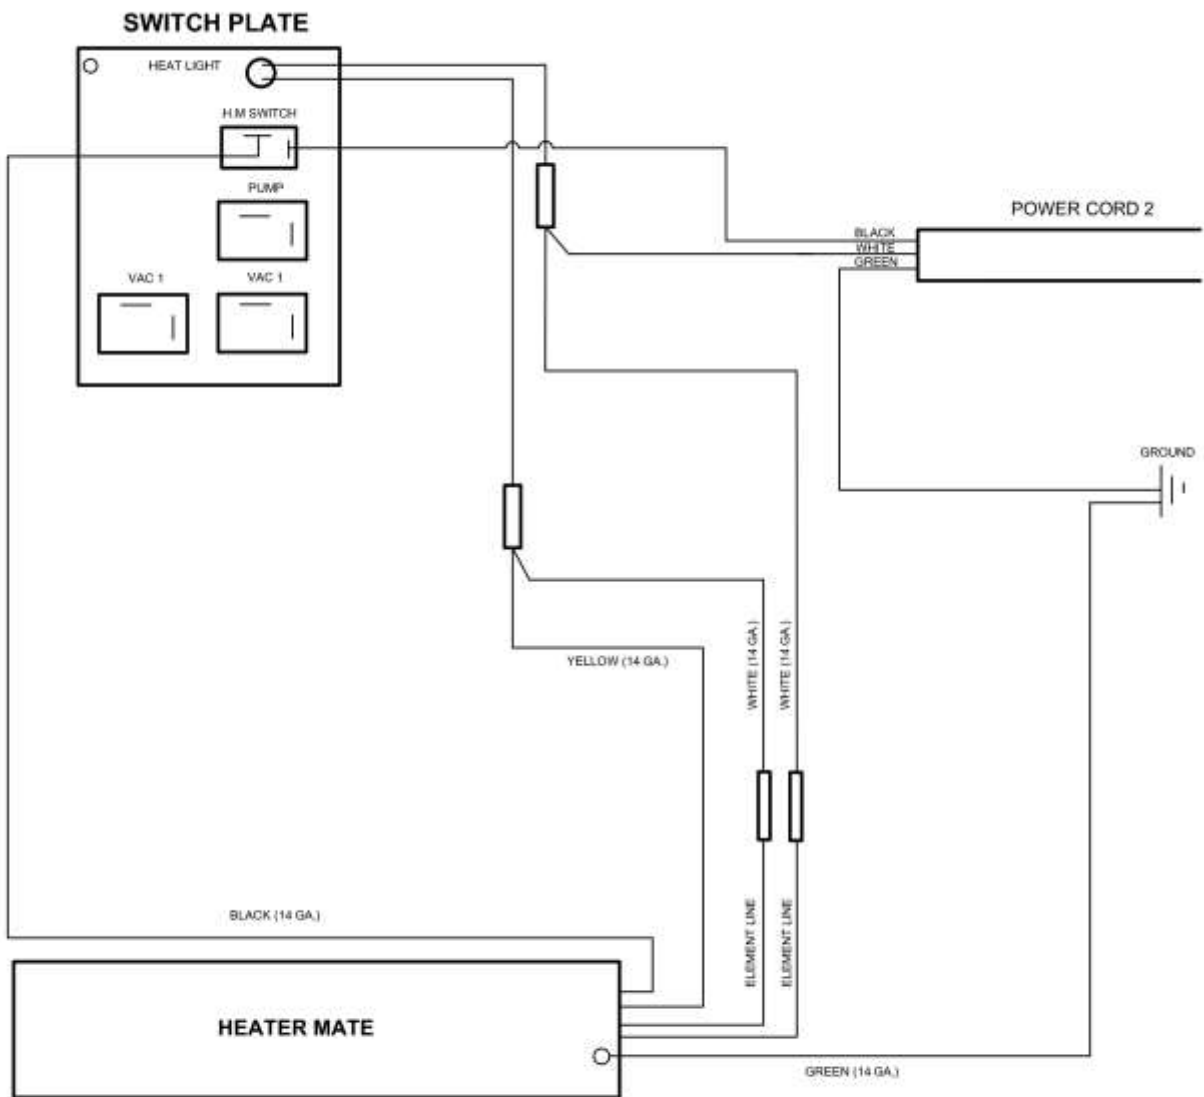 SWITCH PLATE
HEAT LIGHT
H.M SWITCH
PUMP
VAC 1
VAC 1
POWER CORD 2
BLACK
WHITE
GREEN
GROUND
YELLOW (14 GA.)
WHITE (14 GA.)
WHITE (14 GA.)
ELEMENT LINE
ELEMENT LINE
BLACK (14 GA.)
HEATER MATE
GREEN (14 GA.)